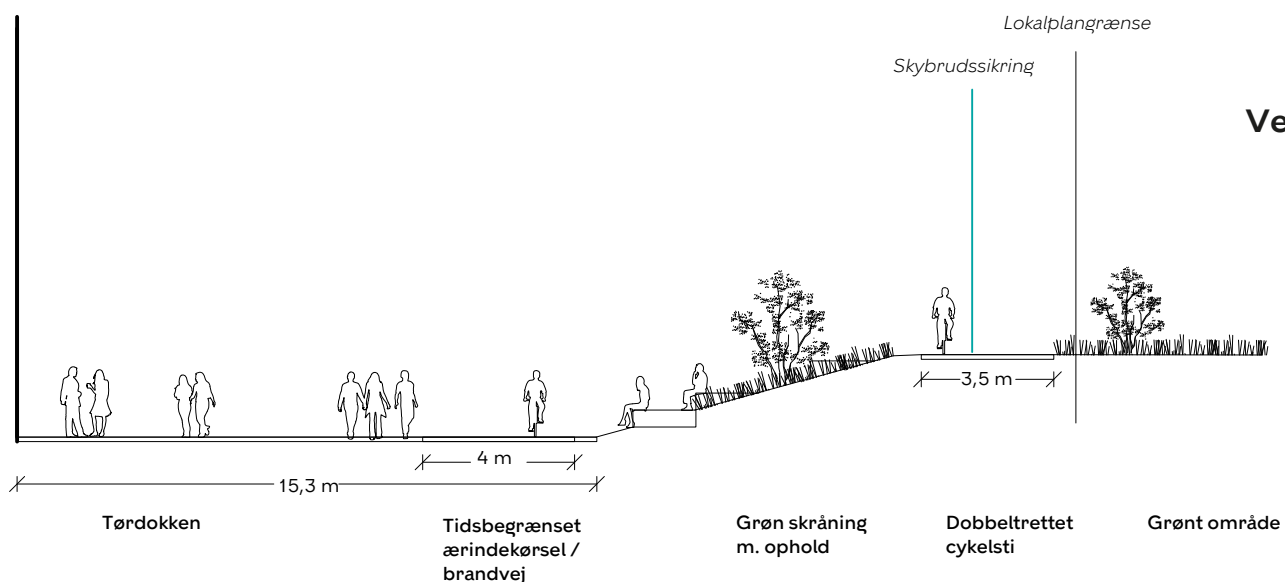 Lokalplangrænse
Skybrudssikring
Ve
3,5 m
4 m
15,3 m
Tørdokken
Tidsbegrænset
ærindekørsel /
brandvej
Grøn skråning
m. ophold
Dobbeltrettet
cykelsti
Grønt område